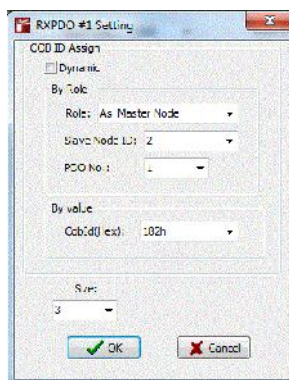 RXPDO #1 Setting
COB ID Assign
Dynamic
By Role
Role: As Master Node
Slave Node ID: 2
PDO No.: 1
By value
CobId(Hex): 182h
Size:
3
OK
Cancel